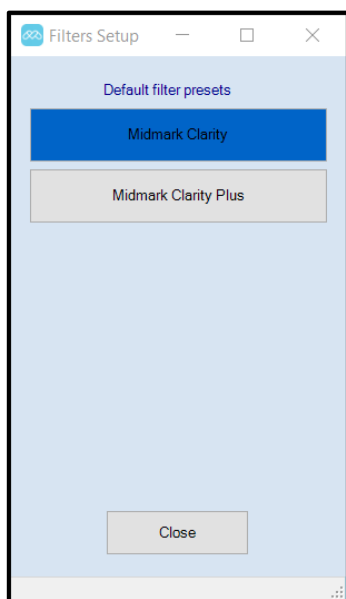 Filters Setup
Default filter presets
Midmark Clarity
Midmark Clarity Plus
Close